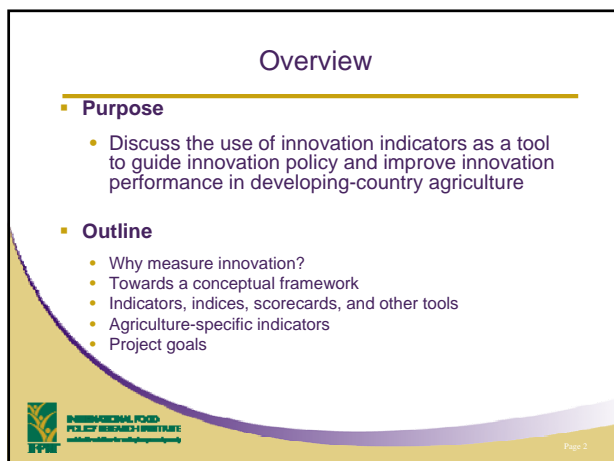 Overview
Purpose
Discuss the use of innovation indicators as a tool
to guide innovation policy and improve innovation
performance in developing-country agriculture
Outline
Why measure innovation?
Towards a conceptual framework
Indicators, indices, scorecards, and other tools
Agriculture-specific indicators
Project goals
INTERNATIONAL FOOD
POLICY RESEARCH INSTITUTE
IFPRI
Page 2